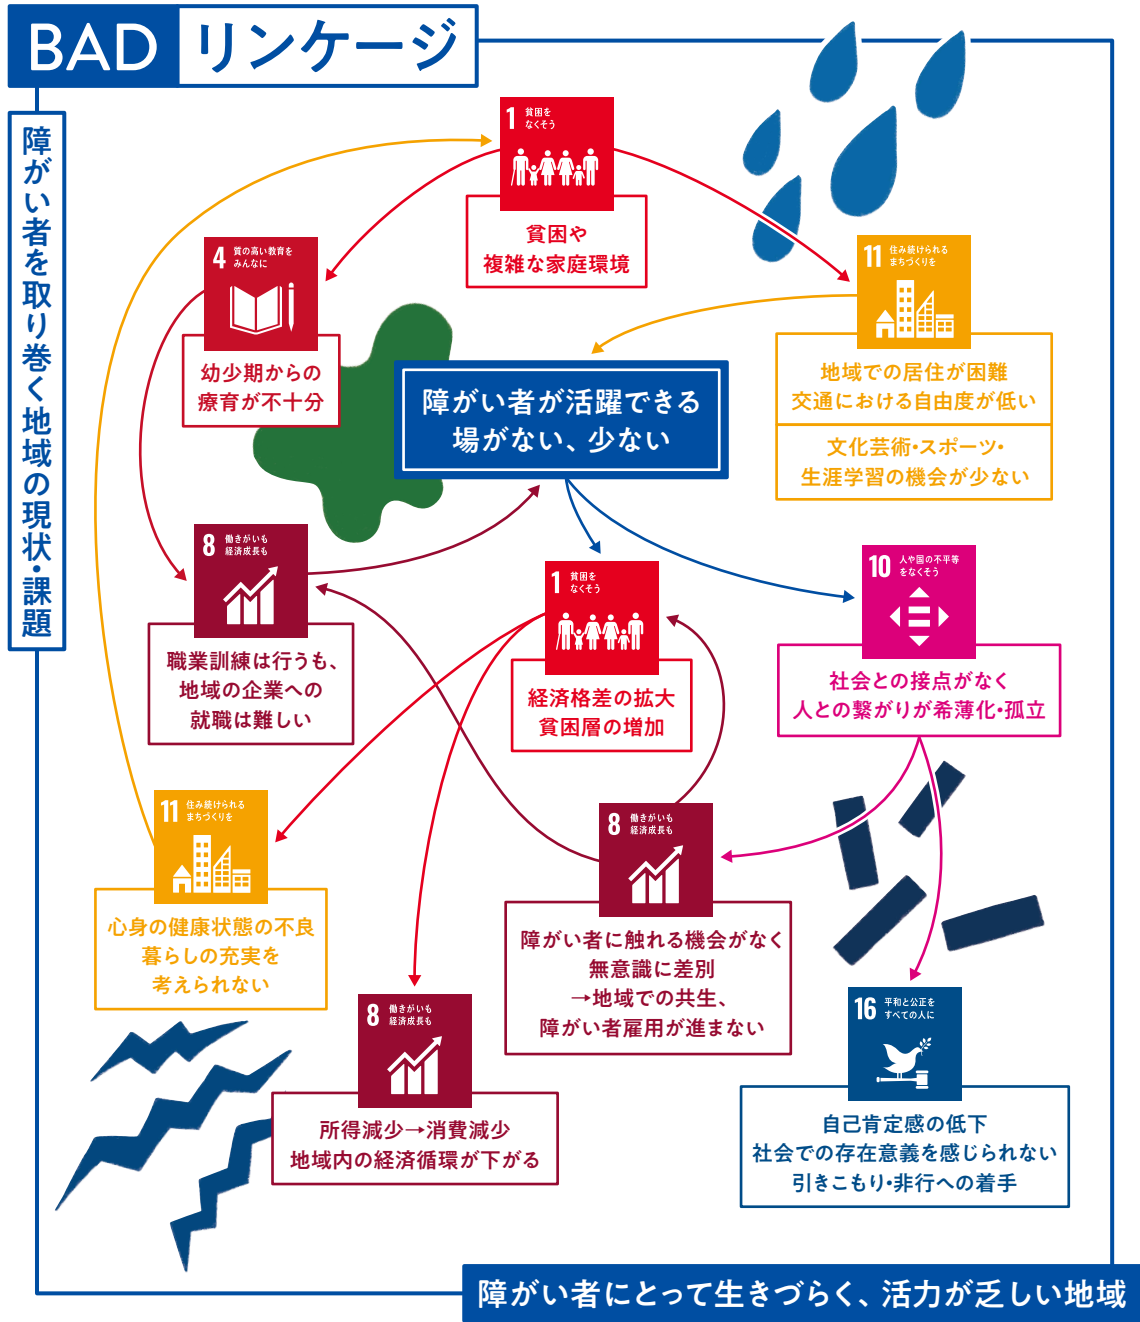 BAD リンケージ
障がい者を取り巻く地域の現状・課題
1 貧困を
なくそう
貧困や
複雑な家庭環境
4 質の高い教育を
みんなに
幼少期からの
療育が不十分
11 住み続けられる
まちづくりを
地域での居住が困難
交通における自由度が低い
文化芸術・スポーツ・
生涯学習の機会が少ない
障がい者が活躍できる
場がない、少ない
8 働きがいも
経済成長も
職業訓練は行うも、
地域の企業への
就職は難しい
1 貧困を
なくそう
経済格差の拡大
貧困層の増加
10 人や国の不平等
をなくそう
社会との接点がなく
人との繋がりが希薄化・孤立
11 住み続けられる
まちづくりを
心身の健康状態の不良
暮らしの充実を
考えられない
8 働きがいも
経済成長も
障がい者に触れる機会がなく
無意識に差別
→地域での共生、
障がい者雇用が進まない
8 働きがいも
経済成長も
所得減少→消費減少
地域内の経済循環が下がる
16 平和と公正を
すべての人に
自己肯定感の低下
社会での存在意義を感じられない
引きこもり・非行への着手
障がい者にとって生きづらく、活力が乏しい地域